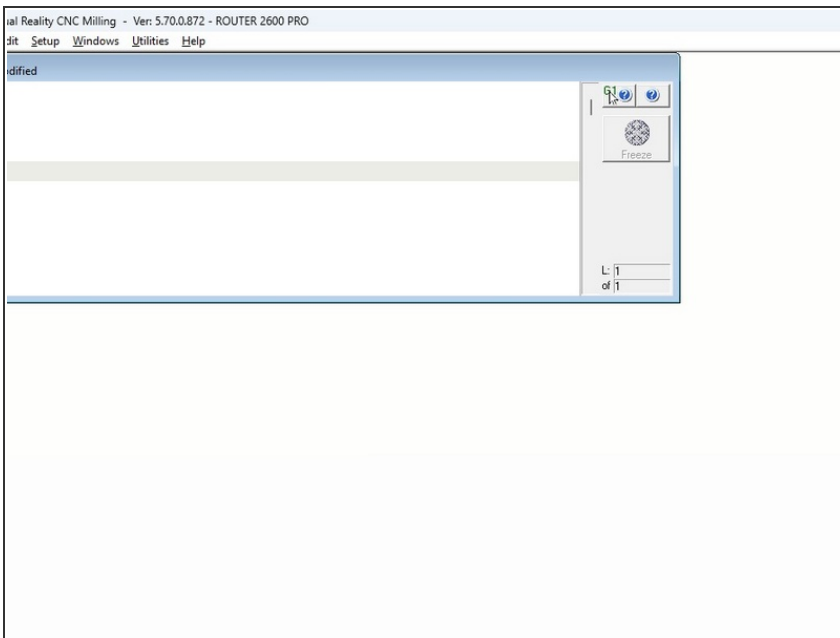 ual Reality CNC Milling - Ver: 5.70.0.872 - ROUTER 2600 PRO
dit Setup Windows Utilities Help
dified
G1
Freeze
L: 1
of 1